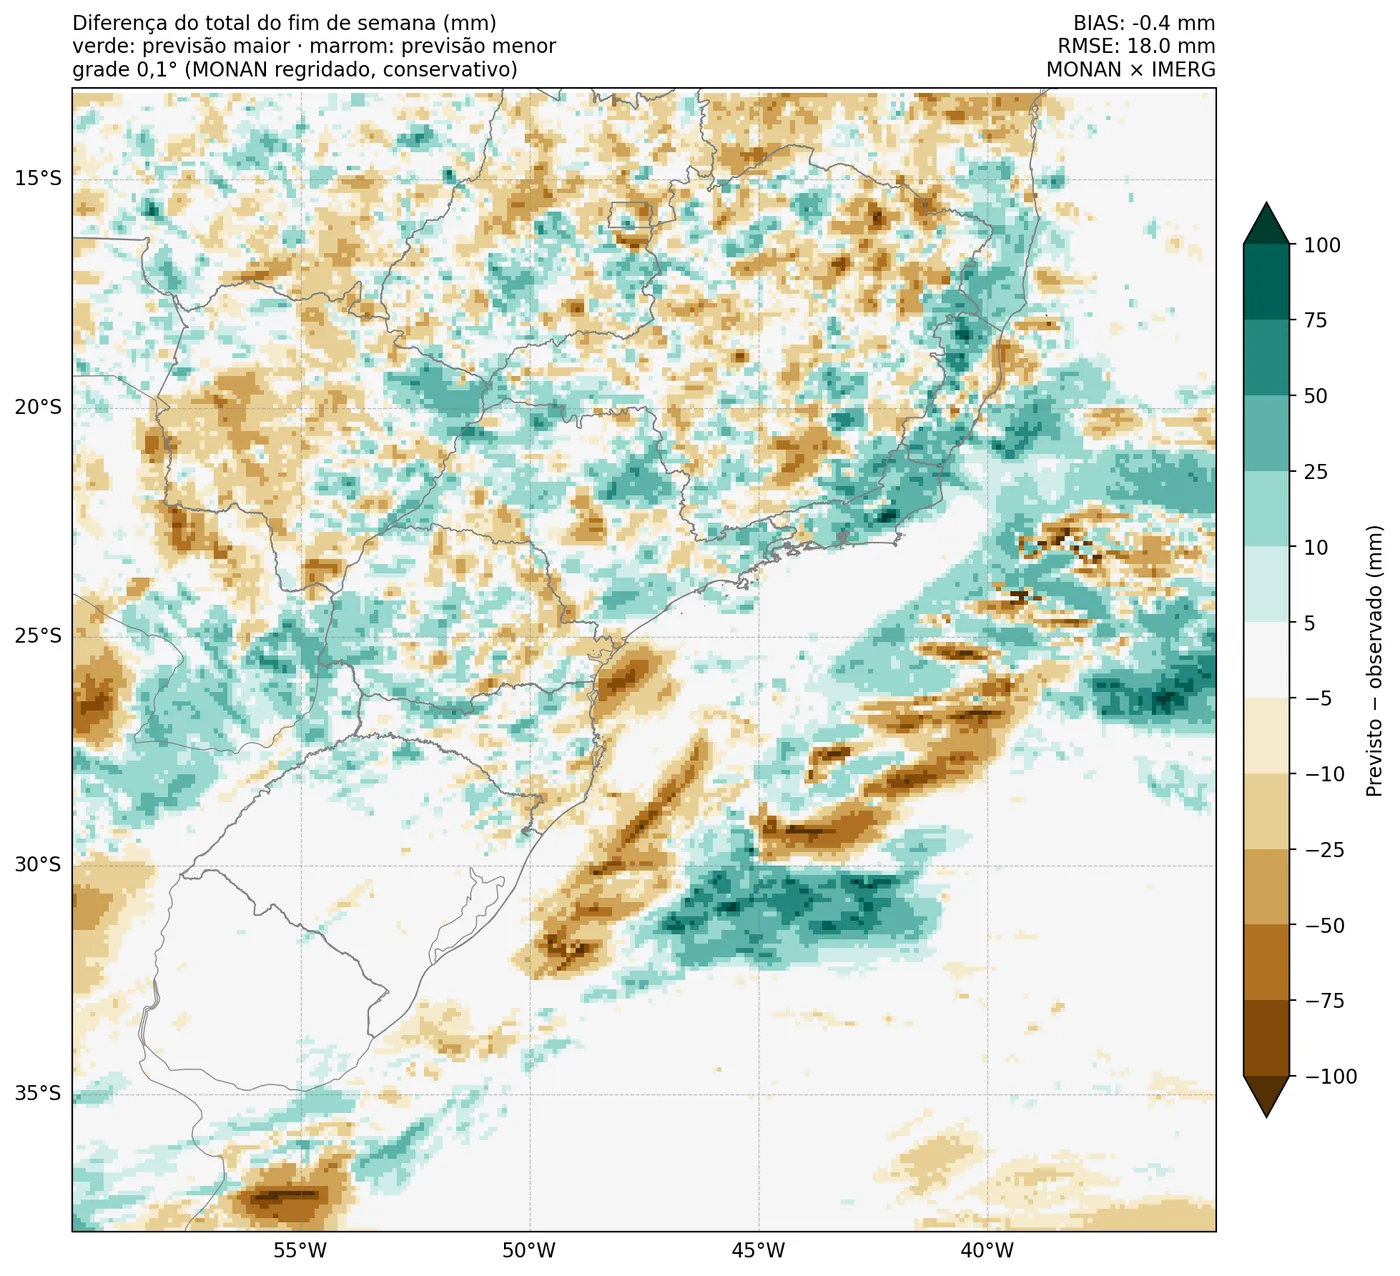 Diferença do total do fim de semana (mm)
verde: previsão maior · marrom: previsão menor
grade 0,1° (MONAN regridado, conservativo)
BIAS: -0.4 mm
RMSE: 18.0 mm
MONAN × IMERG
15°S
20°S
25°S
30°S
35°S
55°W
50°W
45°W
40°W
100
75
50
25
10
5
−5
−10
−25
−50
−75
−100
Previsto − observado (mm)